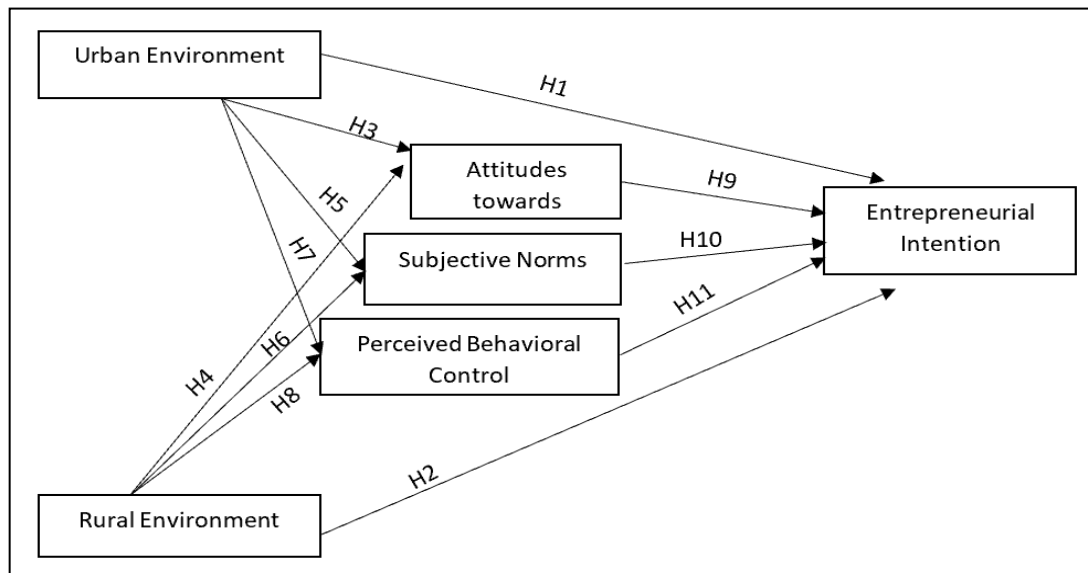 Urban Environment
H1
H3
Attitudes
towards
H9
Entrepreneurial
Intention
H5
H7
Subjective Norms
H10
H6
Perceived Behavioral
Control
H11
H4
H8
H2
Rural Environment